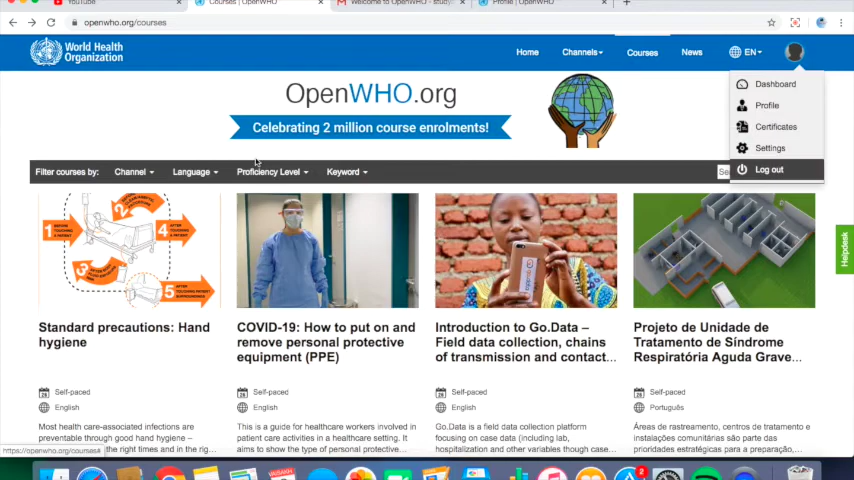 YouTube
Courses | OpenWHO
Welcome to OpenWHO - study
Profile | OpenWHO
openwho.org/courses
World Health
Organization
Home
Channels
Courses
News
EN
Dashboard
Profile
Certificates
Settings
Log out
OpenWHO.org
Celebrating 2 million course enrolments!
Filter courses by:
Channel
Language
Proficiency Level
Keyword
Se
Helpdesk
1
2
3
4
5
Standard precautions: Hand
hygiene
Self-paced
English
Most health care-associated infections are
preventable through good hand hygiene –
the right times and in the rig...
COVID-19: How to put on and
remove personal protective
equipment (PPE)
Self-paced
English
This is a guide for healthcare workers involved in
patient care activities in a healthcare setting. It
aims to show the type of personal protective...
Introduction to Go.Data –
Field data collection, chains
of transmission and contact...
Self-paced
English
Go.Data is a field data collection platform
focusing on case data (including lab,
hospitalization and other variables though case...
Projeto de Unidade de
Tratamento de Síndrome
Respiratória Aguda Grave...
Self-paced
Português
Áreas de rastreamento, centros de tratamento e
instalações comunitárias são parte das
prioridades estratégicas para a preparação,...
https://openwho.org/courses#
2